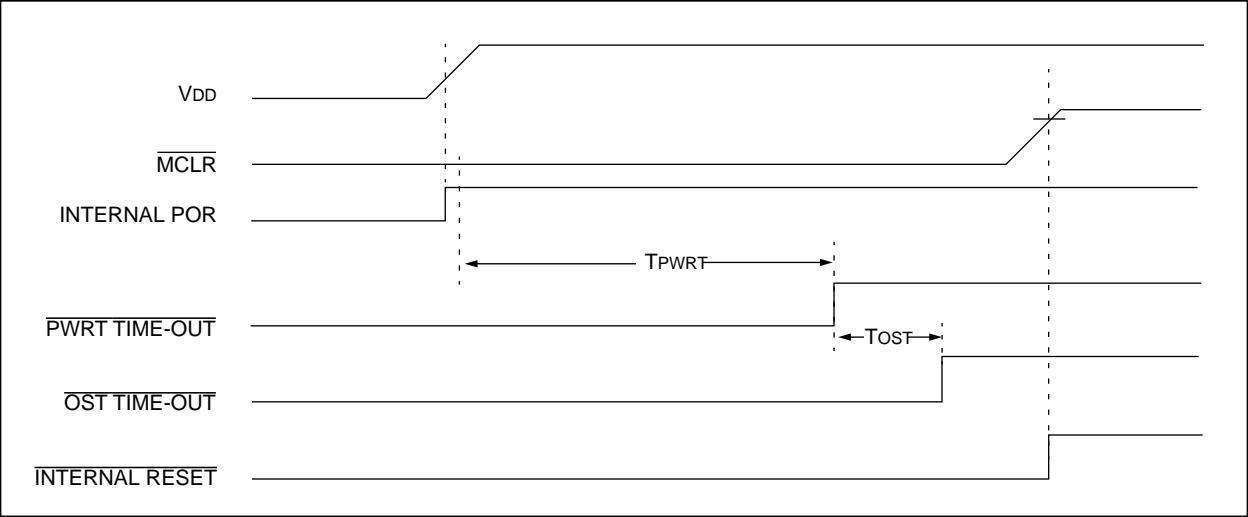 VDD
MCLR
INTERNAL POR
TPWRT
PWRT TIME-OUT
TOST
OST TIME-OUT
INTERNAL RESET